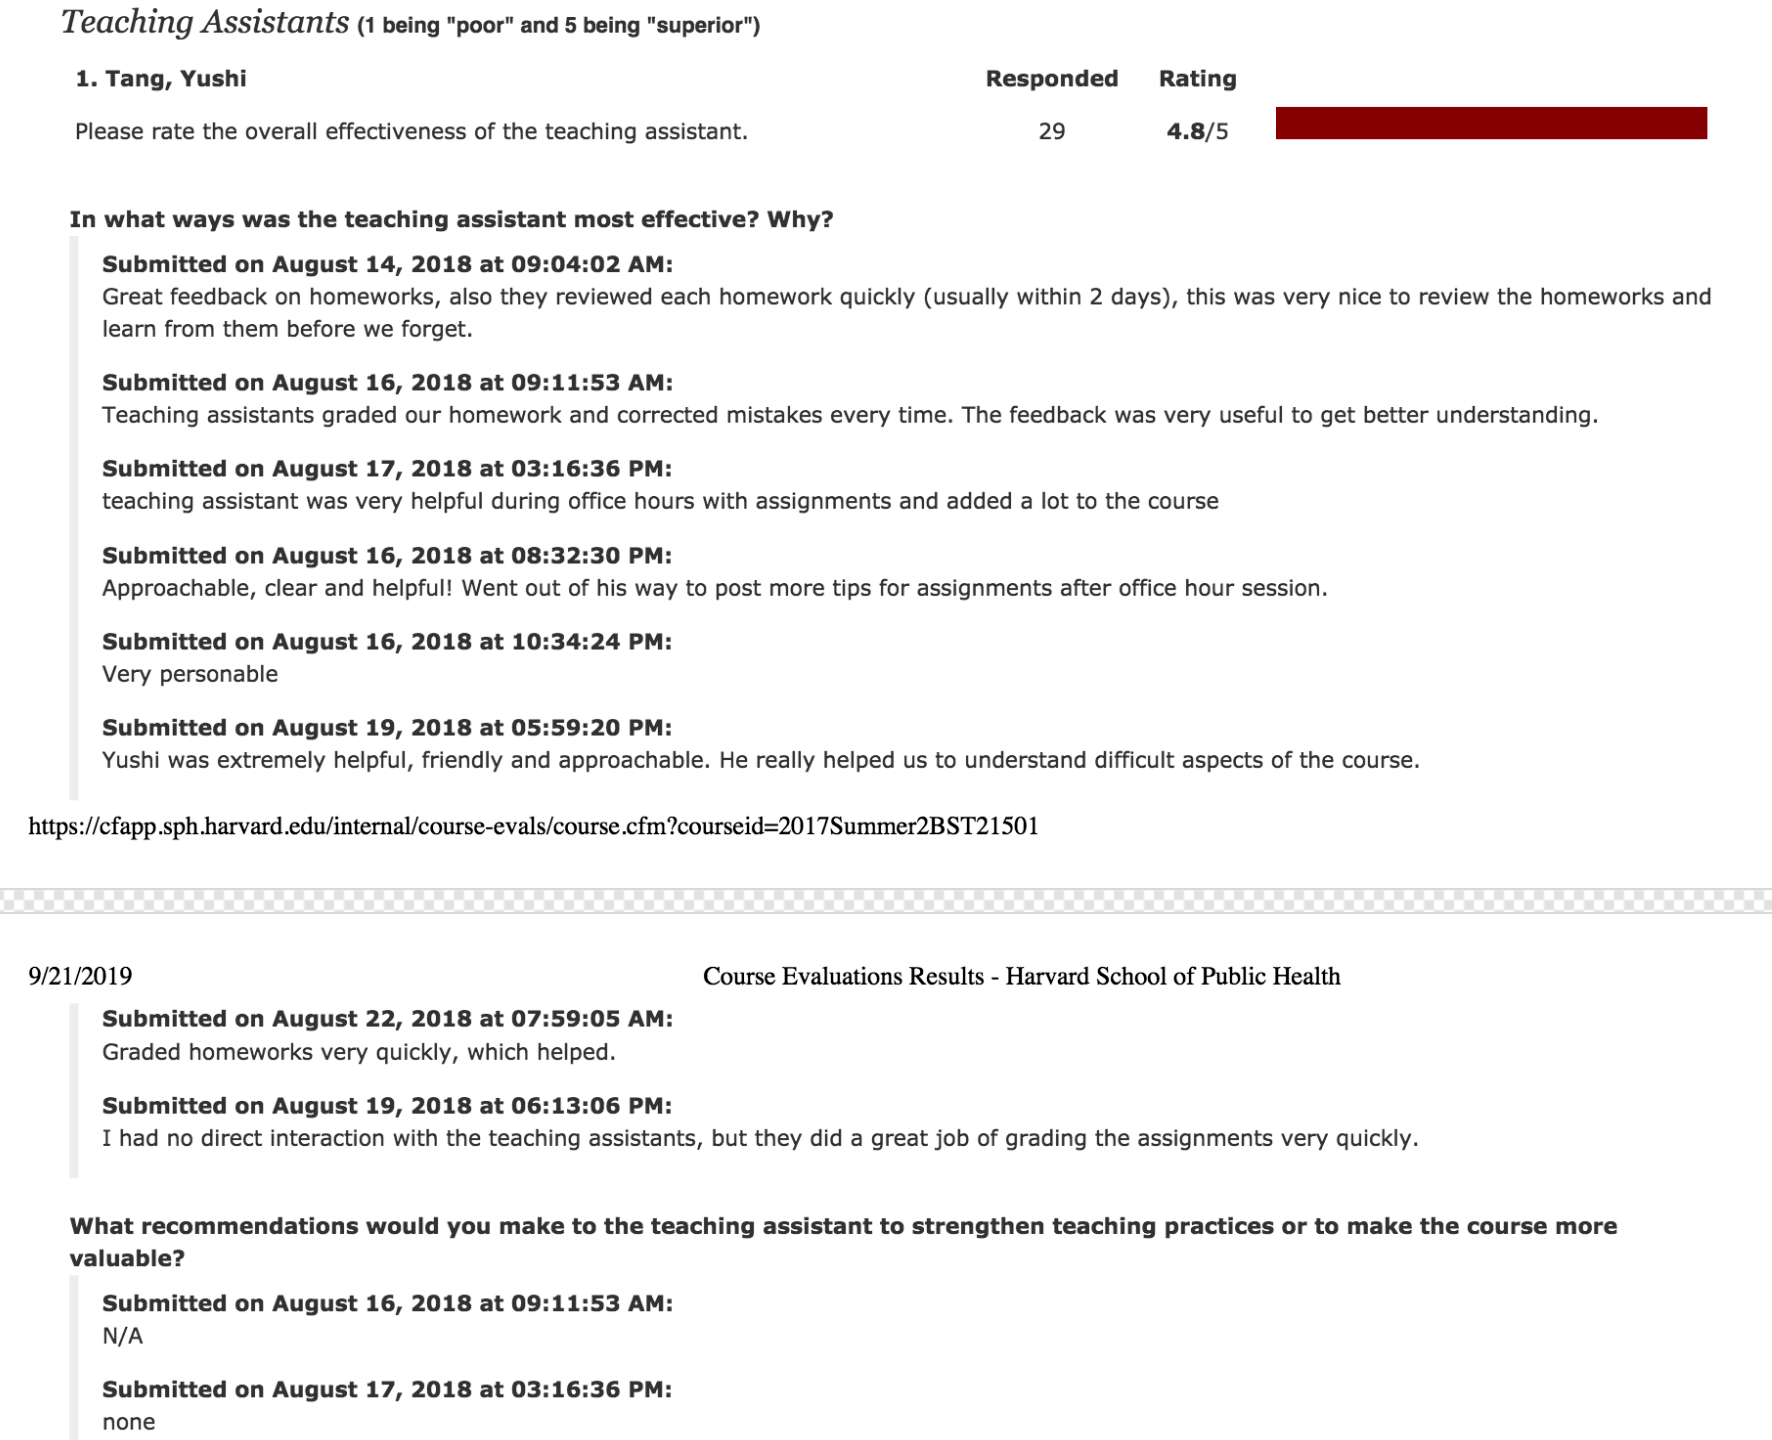 Teaching Assistants (1 being "poor" and 5 being "superior")
1. Tang, Yushi Responded Rating
Please rate the overall effectiveness of the teaching assistant. 29 4.8/5
In what ways was the teaching assistant most effective? Why?
Submitted on August 14, 2018 at 09:04:02 AM:
Great feedback on homeworks, also they reviewed each homework quickly (usually within 2 days), this was very nice to review the homeworks and
learn from them before we forget.
Submitted on August 16, 2018 at 09:11:53 AM:
Teaching assistants graded our homework and corrected mistakes every time. The feedback was very useful to get better understanding.
Submitted on August 17, 2018 at 03:16:36 PM:
teaching assistant was very helpful during office hours with assignments and added a lot to the course
Submitted on August 16, 2018 at 08:32:30 PM:
Approachable, clear and helpful! Went out of his way to post more tips for assignments after office hour session.
Submitted on August 16, 2018 at 10:34:24 PM:
Very personable
Submitted on August 19, 2018 at 05:59:20 PM:
Yushi was extremely helpful, friendly and approachable. He really helped us to understand difficult aspects of the course.
https://cfapp.sph.harvard.edu/internal/course-evals/course.cfm?courseid=2017Summer2BST21501
9/21/2019 Course Evaluations Results - Harvard School of Public Health
Submitted on August 22, 2018 at 07:59:05 AM:
Graded homeworks very quickly, which helped.
Submitted on August 19, 2018 at 06:13:06 PM:
I had no direct interaction with the teaching assistants, but they did a great job of grading the assignments very quickly.
What recommendations would you make to the teaching assistant to strengthen teaching practices or to make the course more
valuable?
Submitted on August 16, 2018 at 09:11:53 AM:
N/A
Submitted on August 17, 2018 at 03:16:36 PM:
none